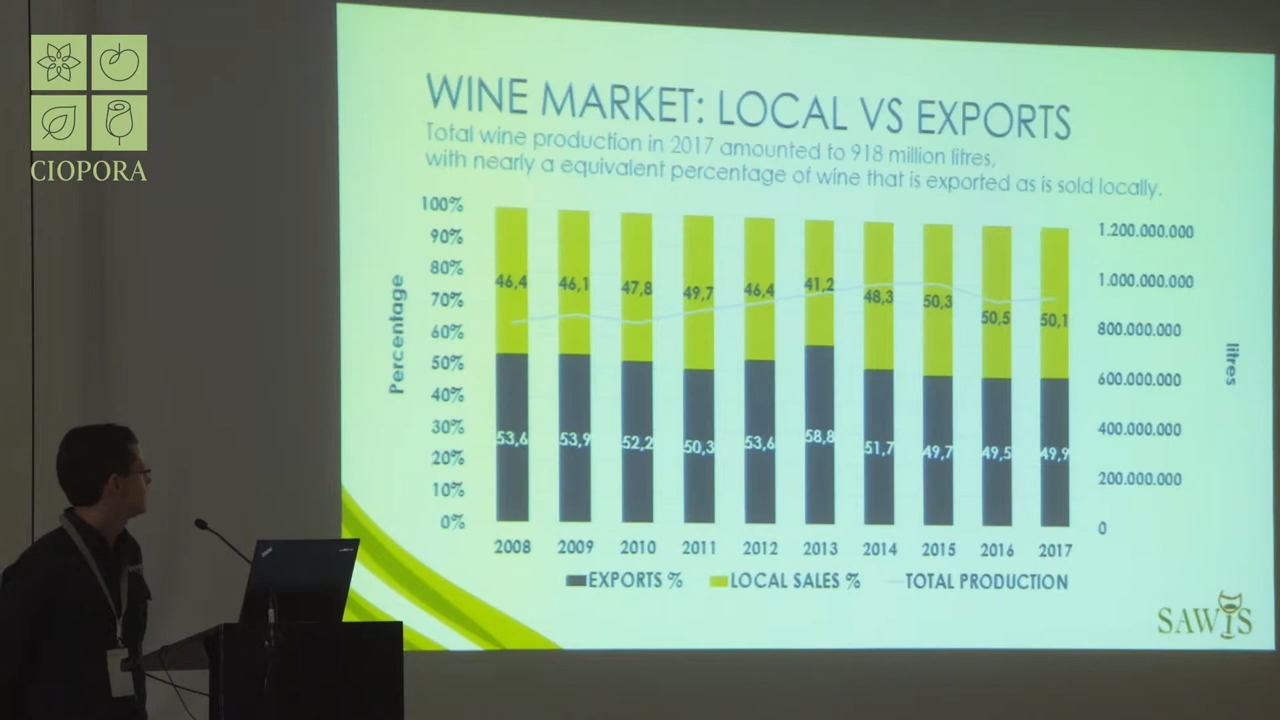 CIOPORA
WINE MARKET: LOCAL VS EXPORTS
Total wine production in 2017 amounted to 918 million litres,
with nearly a equivalent percentage of wine that is exported as is sold locally.
100%
90%
80%
70%
60%
50%
40%
30%
20%
10%
0%
Percentage
46,4 46,1 47,8 49,7 46,4 41,2 48,3 50,3 50,5 50,1
53,6 53,9 52,2 50,3 53,6 58,8 51,7 49,7 49,5 49,9
1.200.000.000
1.000.000.000
800.000.000
600.000.000
400.000.000
200.000.000
0
litres
2008 2009 2010 2011 2012 2013 2014 2015 2016 2017
EXPORTS % LOCAL SALES % TOTAL PRODUCTION
SAWIS